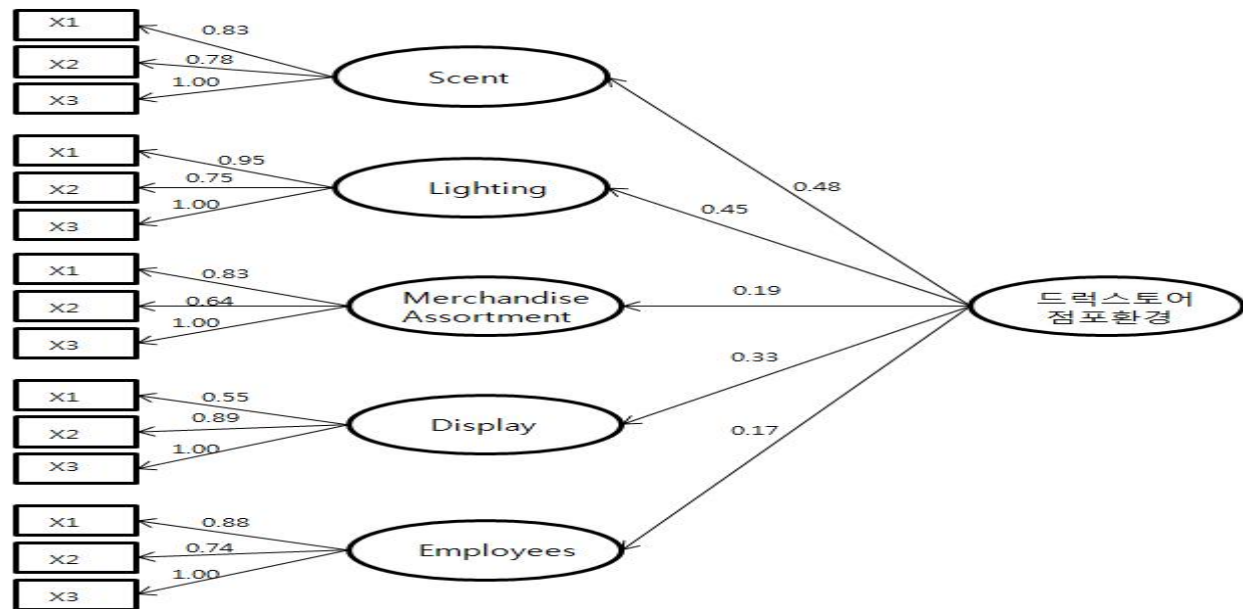 X1
0.83
X2
0.78
Scent
1.00
X3
0.48
X1
0.95
X2
0.75
Lighting
1.00
X3
0.45
X1
0.83
X2
0.64
Merchandise
Assortment
1.00
X3
0.19
드럭스토어
점포환경
X1
0.55
X2
0.89
Display
1.00
X3
0.33
X1
0.88
X2
0.74
Employees
1.00
X3
0.17